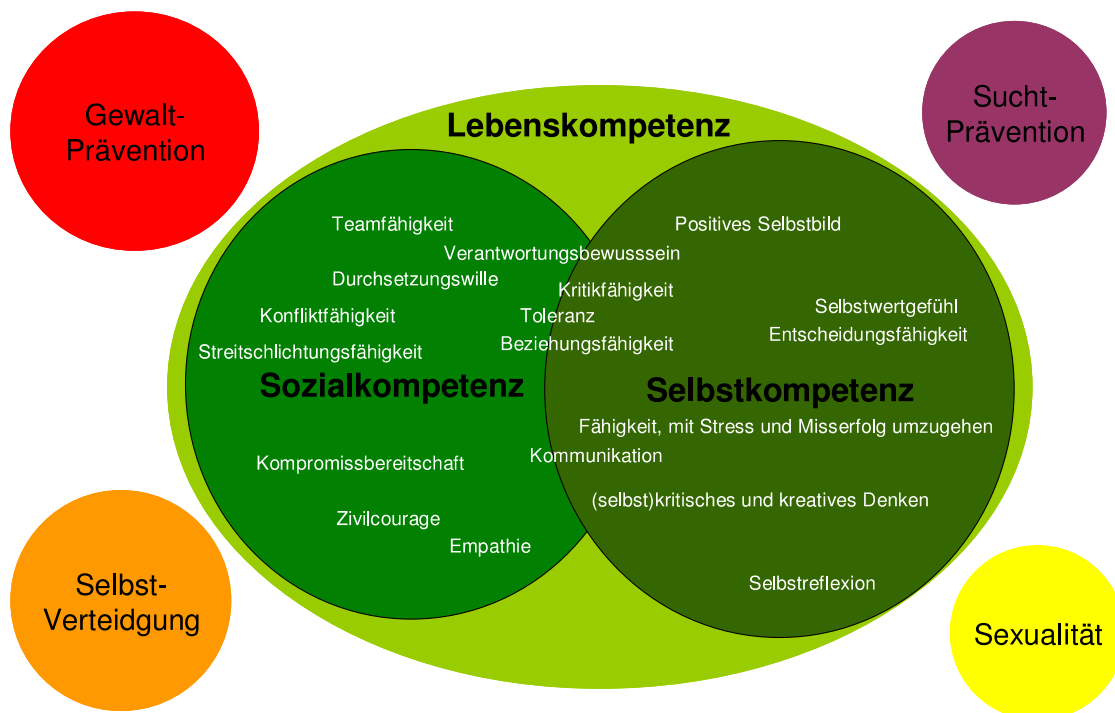 Gewalt-
Prävention
Sucht-
Prävention
Lebenskompetenz
Teamfähigkeit
Positives Selbstbild
Verantwortungsbewusssein
Durchsetzungswille
Kritikfähigkeit
Selbstwertgefühl
Konfliktfähigkeit
Toleranz
Entscheidungsfähigkeit
Beziehungsfähigkeit
Streitschlichtungsfähigkeit
Sozialkompetenz
Selbstkompetenz
Fähigkeit, mit Stress und Misserfolg umzugehen
Kommunikation
Kompromissbereitschaft
(selbst)kritisches und kreatives Denken
Zivilcourage
Empathie
Selbstreflexion
Selbst-
Verteidgung
Sexualität